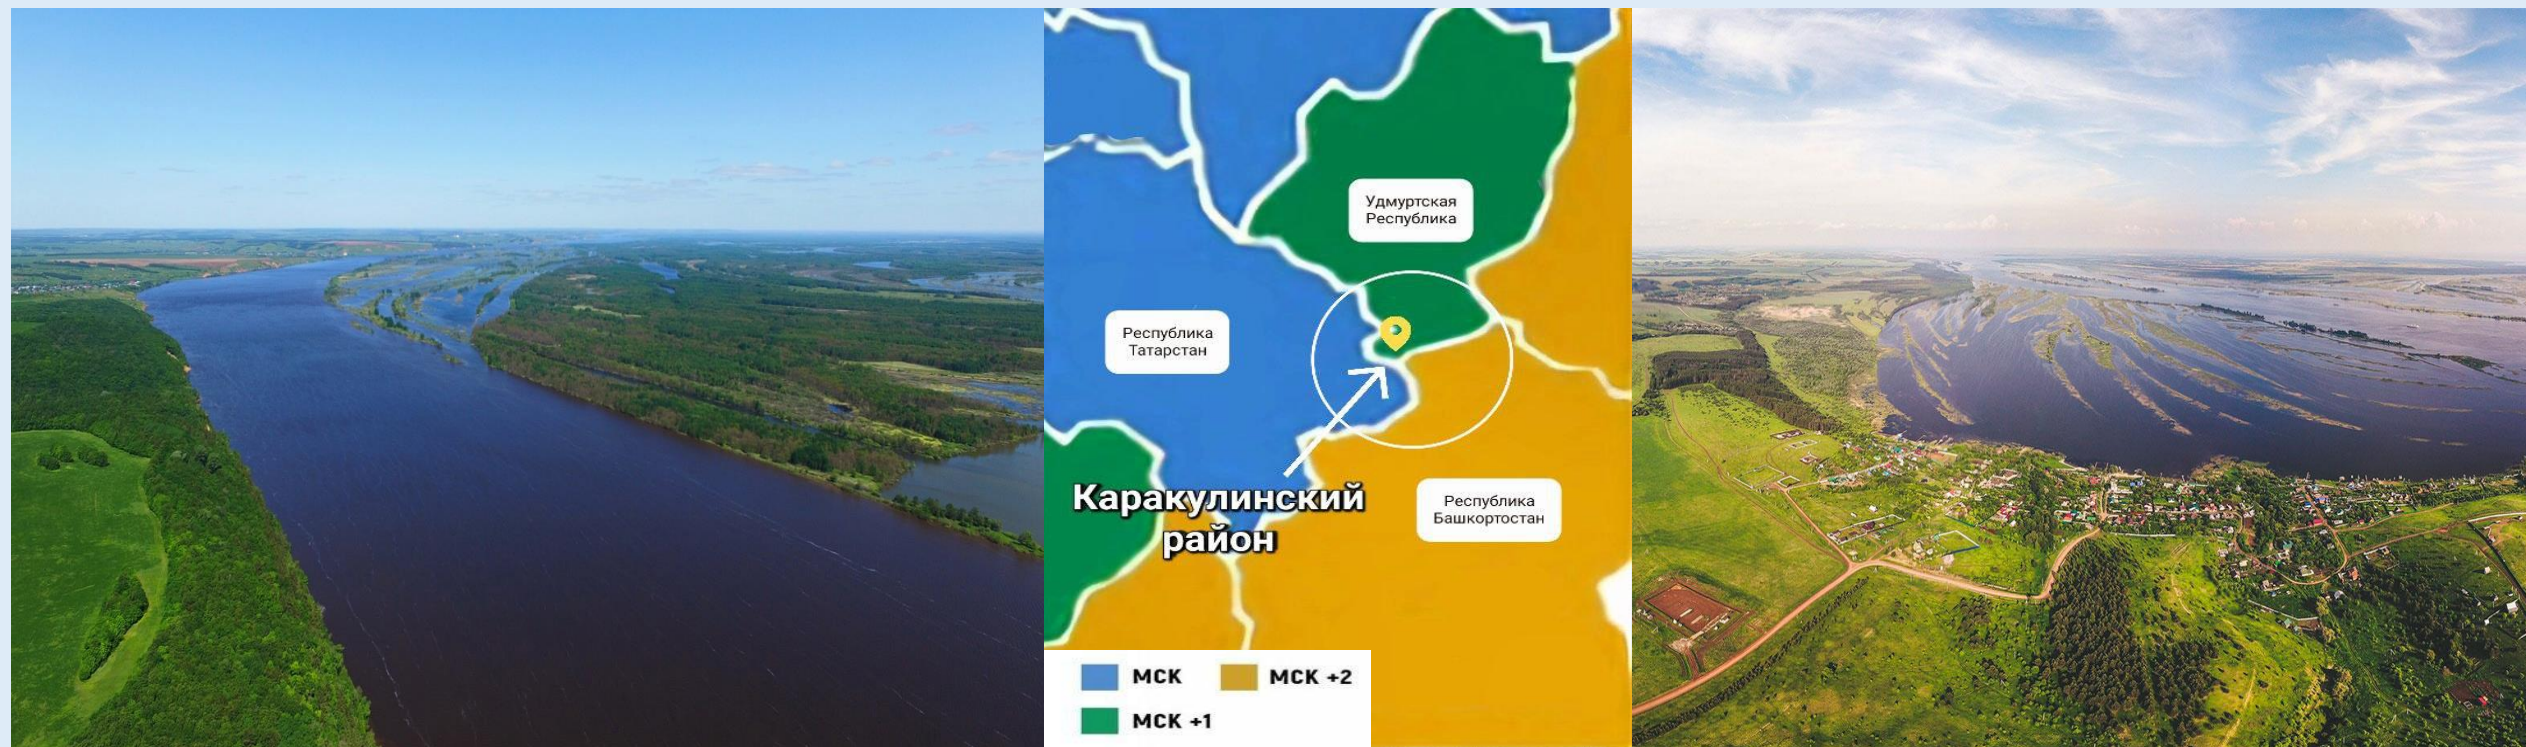 Удмуртская
Республика
Республика
Татарстан
Каракулинский
район
Республика
Башкортостан
МСК
МСК +2
МСК +1